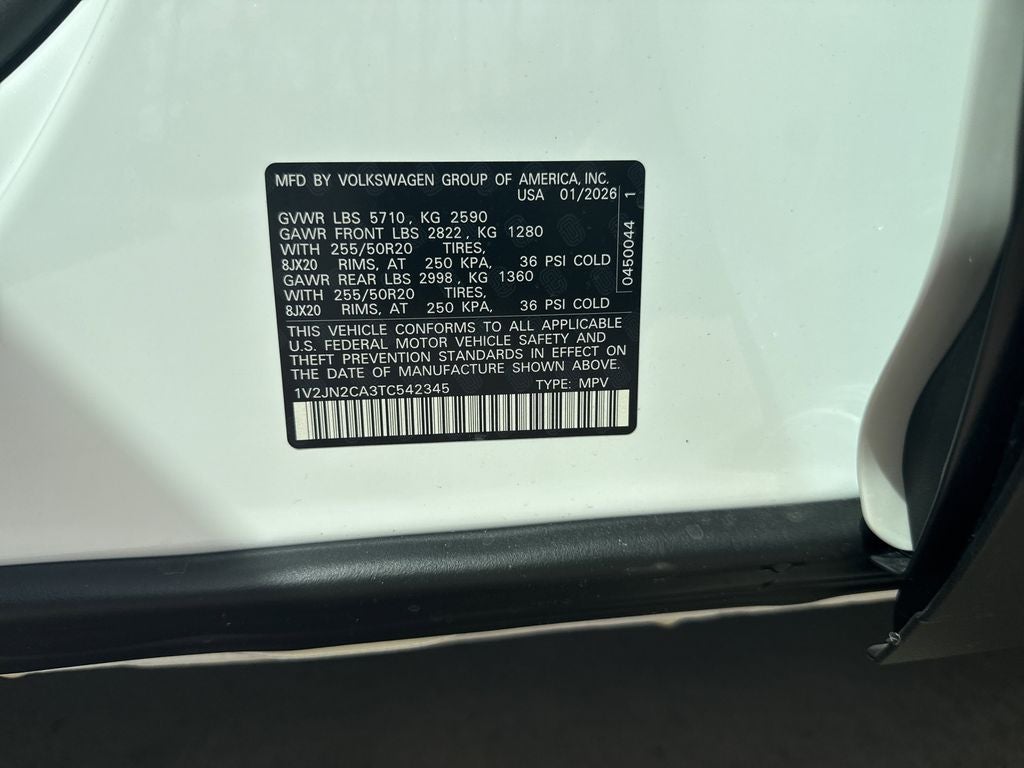 MFD BY VOLKSWAGEN GROUP OF AMERICA, INC.
USA 01/2026
GVWR LBS 5710, KG 2590
GAWR FRONT LBS 2822, KG 1280
WITH 255/50R20 TIRES,
8JX20 RIMS, AT 250 KPA, 36 PSI COLD
GAWR REAR LBS 2998, KG 1360
WITH 255/50R20 TIRES,
8JX20 RIMS, AT 250 KPA, 36 PSI COLD
0450044 1
THIS VEHICLE CONFORMS TO ALL APPLICABLE
U.S. FEDERAL MOTOR VEHICLE SAFETY AND
THEFT PREVENTION STANDARDS IN EFFECT ON
THE DATE OF MANUFACTURE SHOWN ABOVE.
1V2JN2CA3TC542345 TYPE: MPV